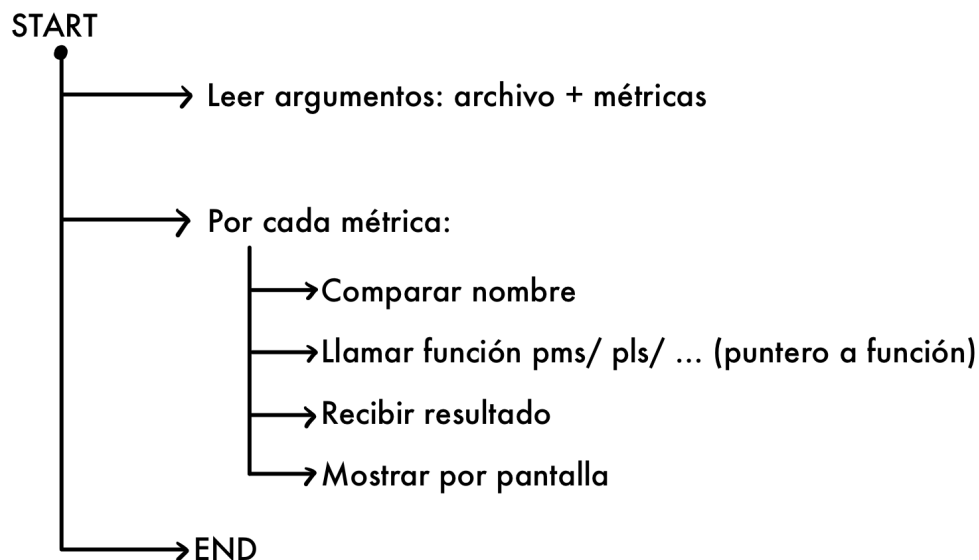 START
Leer argumentos: archivo + métricas
Por cada métrica:
Comparar nombre
Llamar función pms/ pls/ ... (puntero a función)
Recibir resultado
Mostrar por pantalla
END